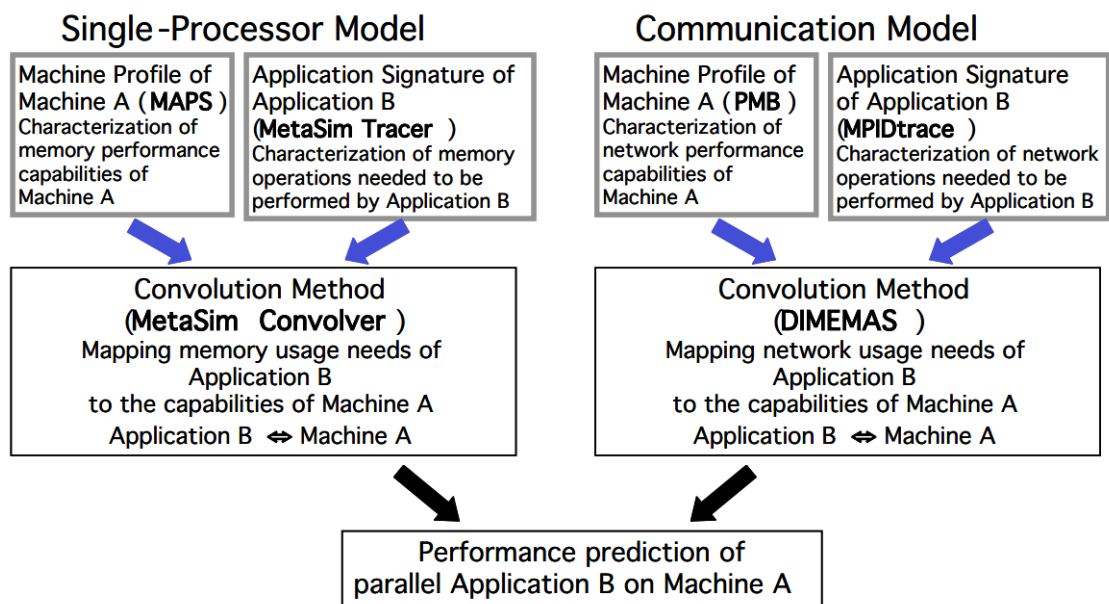 Single-Processor Model
Machine Profile of
Machine A (MAPS)
Characterization of
memory performance
capabilities of
Machine A
Application Signature of
Application B
(MetaSim Tracer )
Characterization of memory
operations needed to be
performed by Application B
Convolution Method
(MetaSim Convolver )
Mapping memory usage needs of
Application B
to the capabilities of Machine A
Application B ⇔ Machine A
Communication Model
Machine Profile of
Machine A (PMB)
Characterization of
network performance
capabilities of
Machine A
Application Signature
of Application B
(MPIDtrace )
Characterization of network
operations needed to be
performed by Application B
Convolution Method
(DIMEMAS )
Mapping network usage needs of
Application B
to the capabilities of Machine A
Application B ⇔ Machine A
Performance prediction of
parallel Application B on Machine A